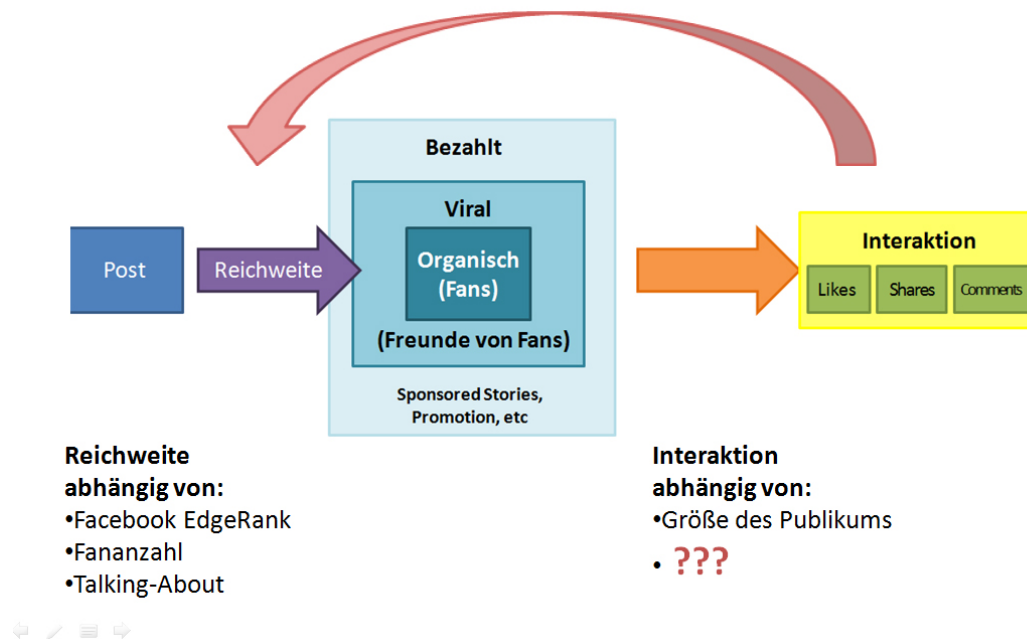 Bezahlt
Viral
Organisch
(Fans)
(Freunde von Fans)
Sponsored Stories,
Promotion, etc
Post
Reichweite
Interaktion
Likes
Shares
Comments
Reichweite
abhängig von:
•Facebook EdgeRank
•Fananzahl
•Talking-About
Interaktion
abhängig von:
•Größe des Publikums
• ???